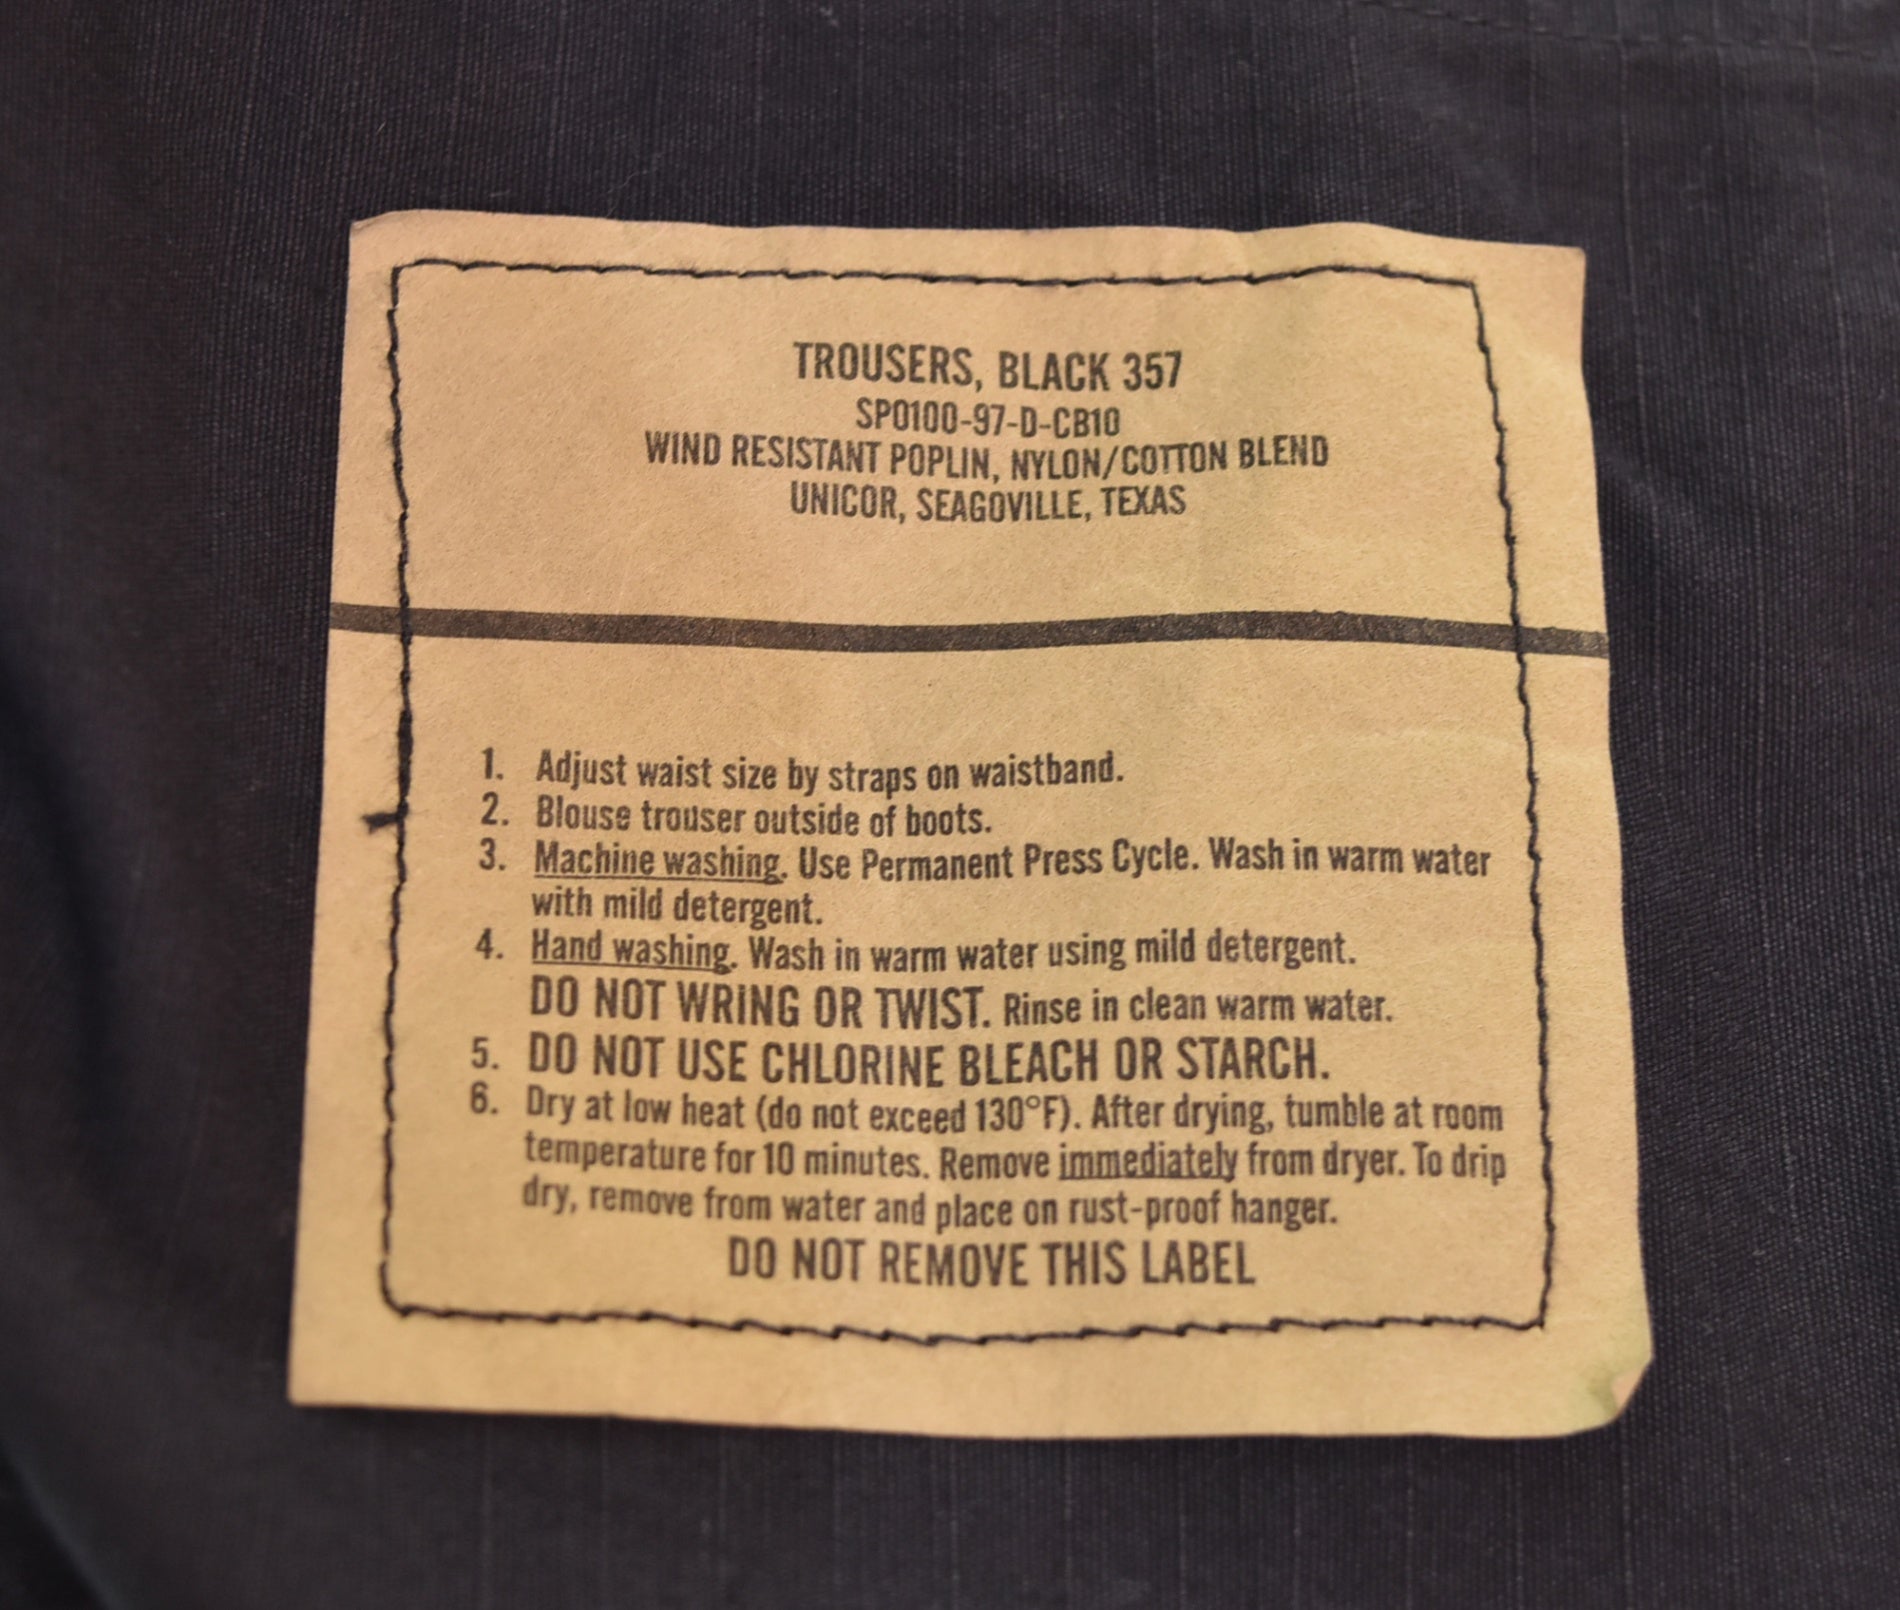 TROUSERS, BLACK 357
SP0100-97-D-CB10
WIND RESISTANT POPLIN, NYLON/COTTON BLEND
UNICOR, SEAGOVILLE, TEXAS
1. Adjust waist size by straps on waistband.
2. Blouse trouser outside of boots.
3. Machine washing. Use Permanent Press Cycle. Wash in warm water
with mild detergent.
4. Hand washing. Wash in warm water using mild detergent.
DO NOT WRING OR TWIST. Rinse in clean warm water.
5. DO NOT USE CHLORINE BLEACH OR STARCH.
6. Dry at low heat (do not exceed 130°F). After drying, tumble at room
temperature for 10 minutes. Remove immediately from dryer. To drip
dry, remove from water and place on rust-proof hanger.
DO NOT REMOVE THIS LABEL